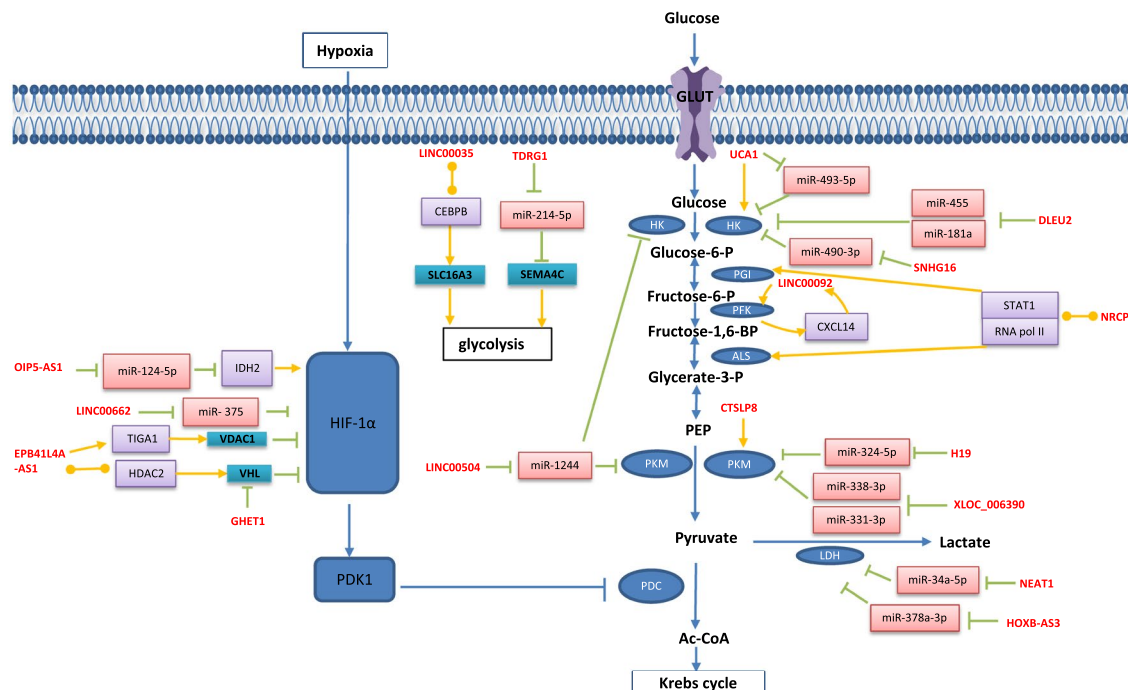 Glucose
Hypoxia
GLUT
LINC00035
TDRG1
UCA1
miR-493-5p
CEBPB
miR-214-5p
Glucose
HK
HK
miR-455
miR-181a
DLEU2
miR-490-3p
SNHG16
Glucose-6-P
SLC16A3
SEMA4C
PGI
LINC00092
Fructose-6-P
PFK
CXCL14
STAT1
RNA pol II
NRCP
Fructose-1,6-BP
glycolysis
ALS
OIP5-AS1
miR-124-5p
IDH2
Glycerate-3-P
LINC00662
miR- 375
CTSLP8
HIF-1α
PEP
TIGA1
VDAC1
EPB41L4A
-AS1
HDAC2
VHL
LINC00504
miR-1244
PKM
PKM
miR-324-5p
H19
miR-338-3p
XLOC_006390
miR-331-3p
GHET1
Pyruvate
Lactate
LDH
PDK1
PDC
miR-34a-5p
NEAT1
miR-378a-3p
HOXB-AS3
Ac-CoA
Krebs cycle